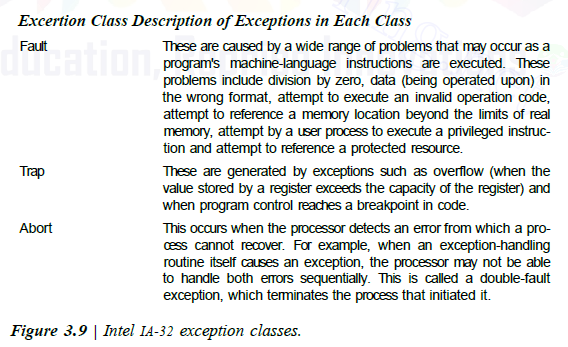 Excertion Class Description of Exceptions in Each Class
Fault These are caused by a wide range of problems that may occur as a
program's machine-language instructions are executed. These
problems include division by zero, data (being operated upon) in
the wrong format, attempt to execute an invalid operation code,
attempt to reference a memory location beyond the limits of real
memory, attempt by a user process to execute a privileged instruc-
tion and attempt to reference a protected resource.
Trap These are generated by exceptions such as overflow (when the
value stored by a register exceeds the capacity of the register) and
when program control reaches a breakpoint in code.
Abort This occurs when the processor detects an error from which a pro-
cess cannot recover. For example, when an exception-handling
routine itself causes an exception, the processor may not be able
to handle both errors sequentially. This is called a double-fault
exception, which terminates the process that initiated it.
Figure 3.9 | Intel IA-32 exception classes.